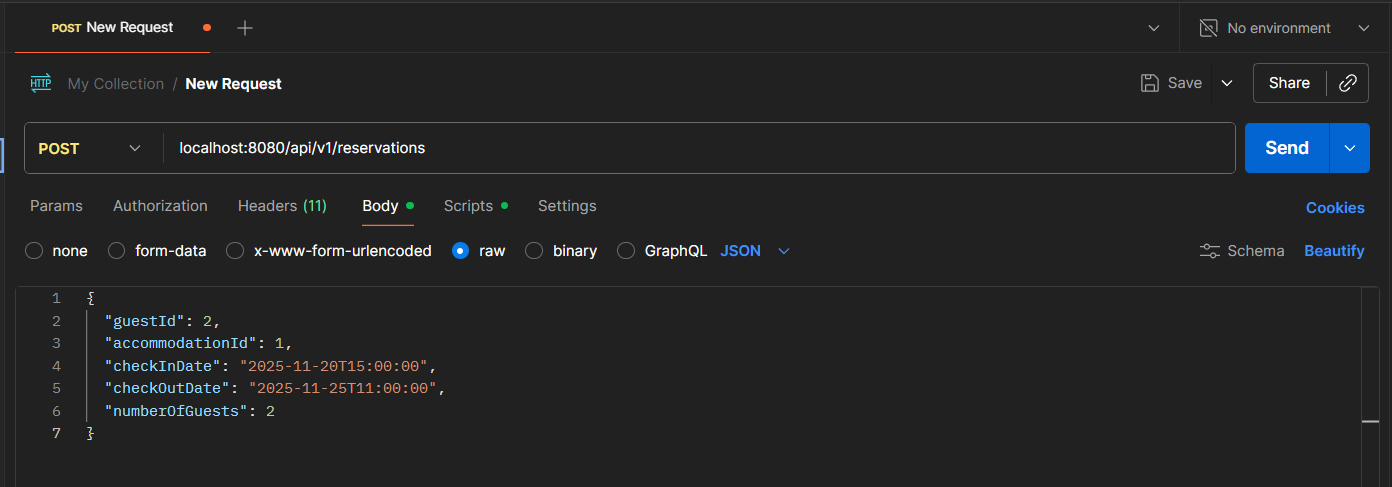 POST New Request
No environment
HTTP My Collection / New Request
Save
Share
POST localhost:8080/api/v1/reservations
Send
Params Authorization Headers (11) Body Scripts Settings
Cookies
none form-data x-www-form-urlencoded raw binary GraphQL JSON
Schema Beautify
1 {
2 "guestId": 2,
3 "accommodationId": 1,
4 "checkInDate": "2025-11-20T15:00:00",
5 "checkOutDate": "2025-11-25T11:00:00",
6 "numberOfGuests": 2
7 }